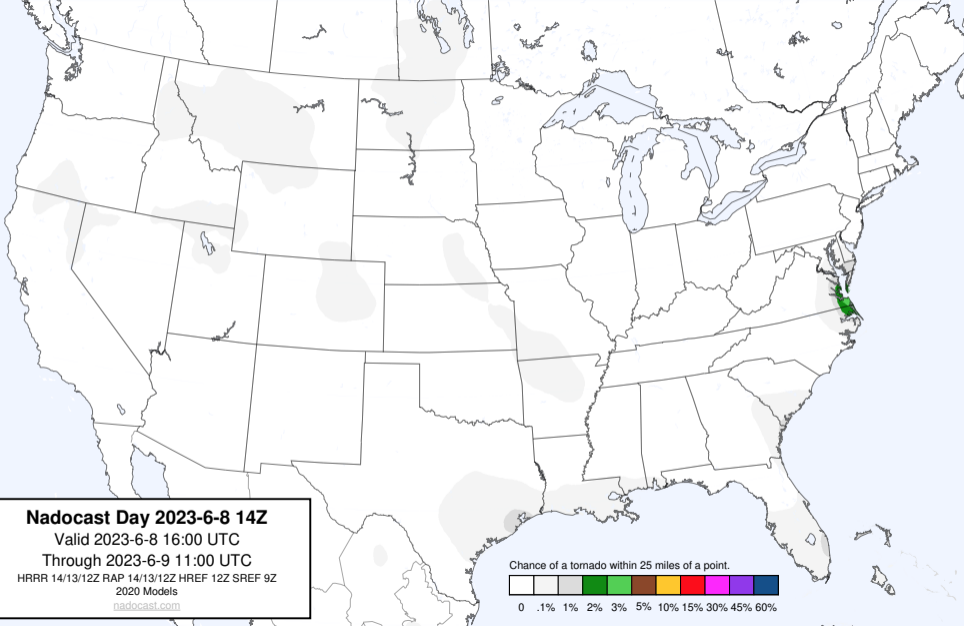 Nadocast Day 2023-6-8 14Z
Valid 2023-6-8 16:00 UTC
Through 2023-6-9 11:00 UTC
HRRR 14/13/12Z RAP 14/13/12Z HREF 12Z SREF 9Z
2020 Models
nadocast.com
Chance of a tornado within 25 miles of a point.
0 .1% 1% 2% 3% 5% 10% 15% 30% 45% 60%